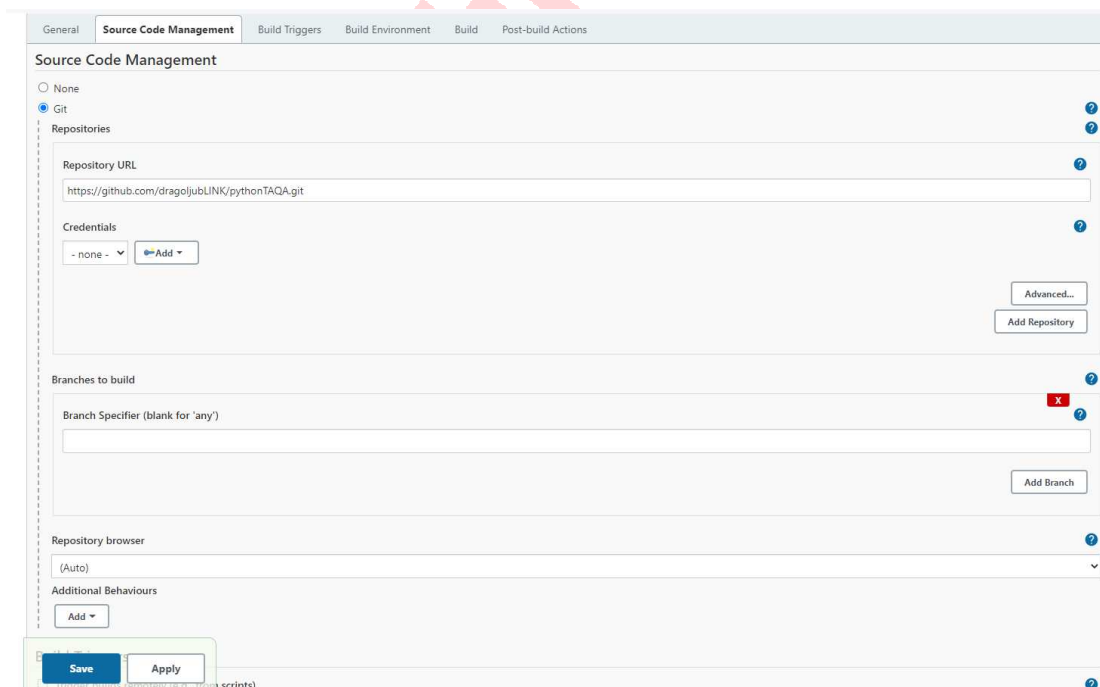 General Source Code Management Build Triggers Build Environment Build Post-build Actions
Source Code Management
None
Git
Repositories
Repository URL
https://github.com/dragoljubLINK/pythonTAQA.git
Credentials
- none -
Add
Advanced...
Add Repository
Branches to build
X
Branch Specifier (blank for 'any')
Add Branch
Repository browser
(Auto)
Additional Behaviours
Add
Save Apply
scripts)